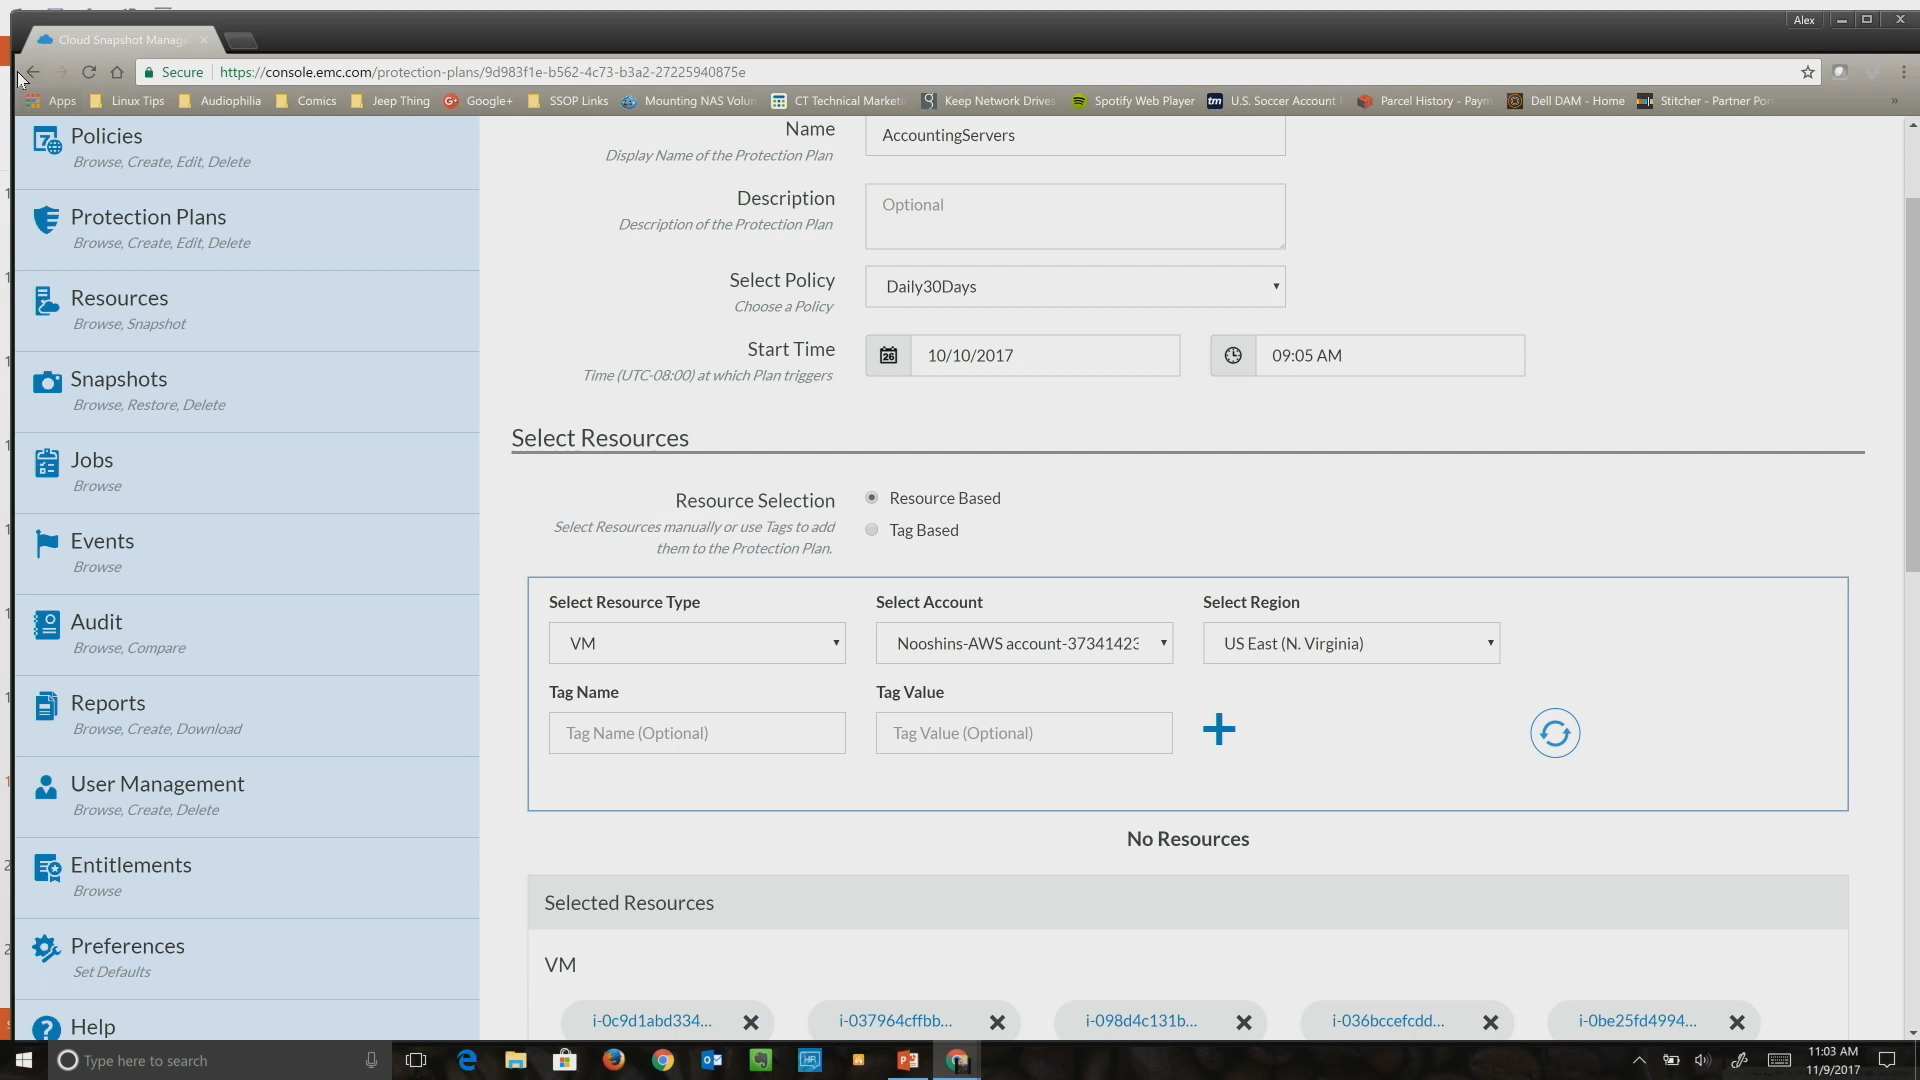 Alex
Cloud Snapshot Manage
Secure
https://console.emc.com/protection-plans/9d983f1e-b562-4c73-b3a2-27225940875e
Apps
Linux Tips
Audiophilia
Comics
Jeep Thing
Google+
SSOP Links
Mounting NAS Volun
CT Technical Marketi
Keep Network Drives
Spotify Web Player
tm
U.S. Soccer Account
Parcel History - Paym
Dell DAM - Home
Stitcher - Partner Por
»
Policies
Browse, Create, Edit, Delete
Protection Plans
Browse, Create, Edit, Delete
Resources
Browse, Snapshot
Snapshots
Browse, Restore, Delete
Jobs
Browse
Events
Browse
Audit
Browse, Compare
Reports
Browse, Create, Download
User Management
Browse, Create, Delete
Entitlements
Browse
Preferences
Set Defaults
Help
Name
Display Name of the Protection Plan
AccountingServers
Description
Description of the Protection Plan
Optional
Select Policy
Choose a Policy
Daily30Days
Start Time
Time (UTC-08:00) at which Plan triggers
26
10/10/2017
09:05 AM
Select Resources
Resource Selection
Select Resources manually or use Tags to add
them to the Protection Plan.
Resource Based
Tag Based
Select Resource Type
Select Account
Select Region
VM
Nooshins-AWS account-37341423
US East (N. Virginia)
Tag Name
Tag Value
Tag Name (Optional)
Tag Value (Optional)
No Resources
Selected Resources
VM
i-0c9d1abd334...
i-037964cffbb...
i-098d4c131b...
i-036bccefcdd...
i-0be25fd4994...
Type here to search
11:03 AM
11/9/2017